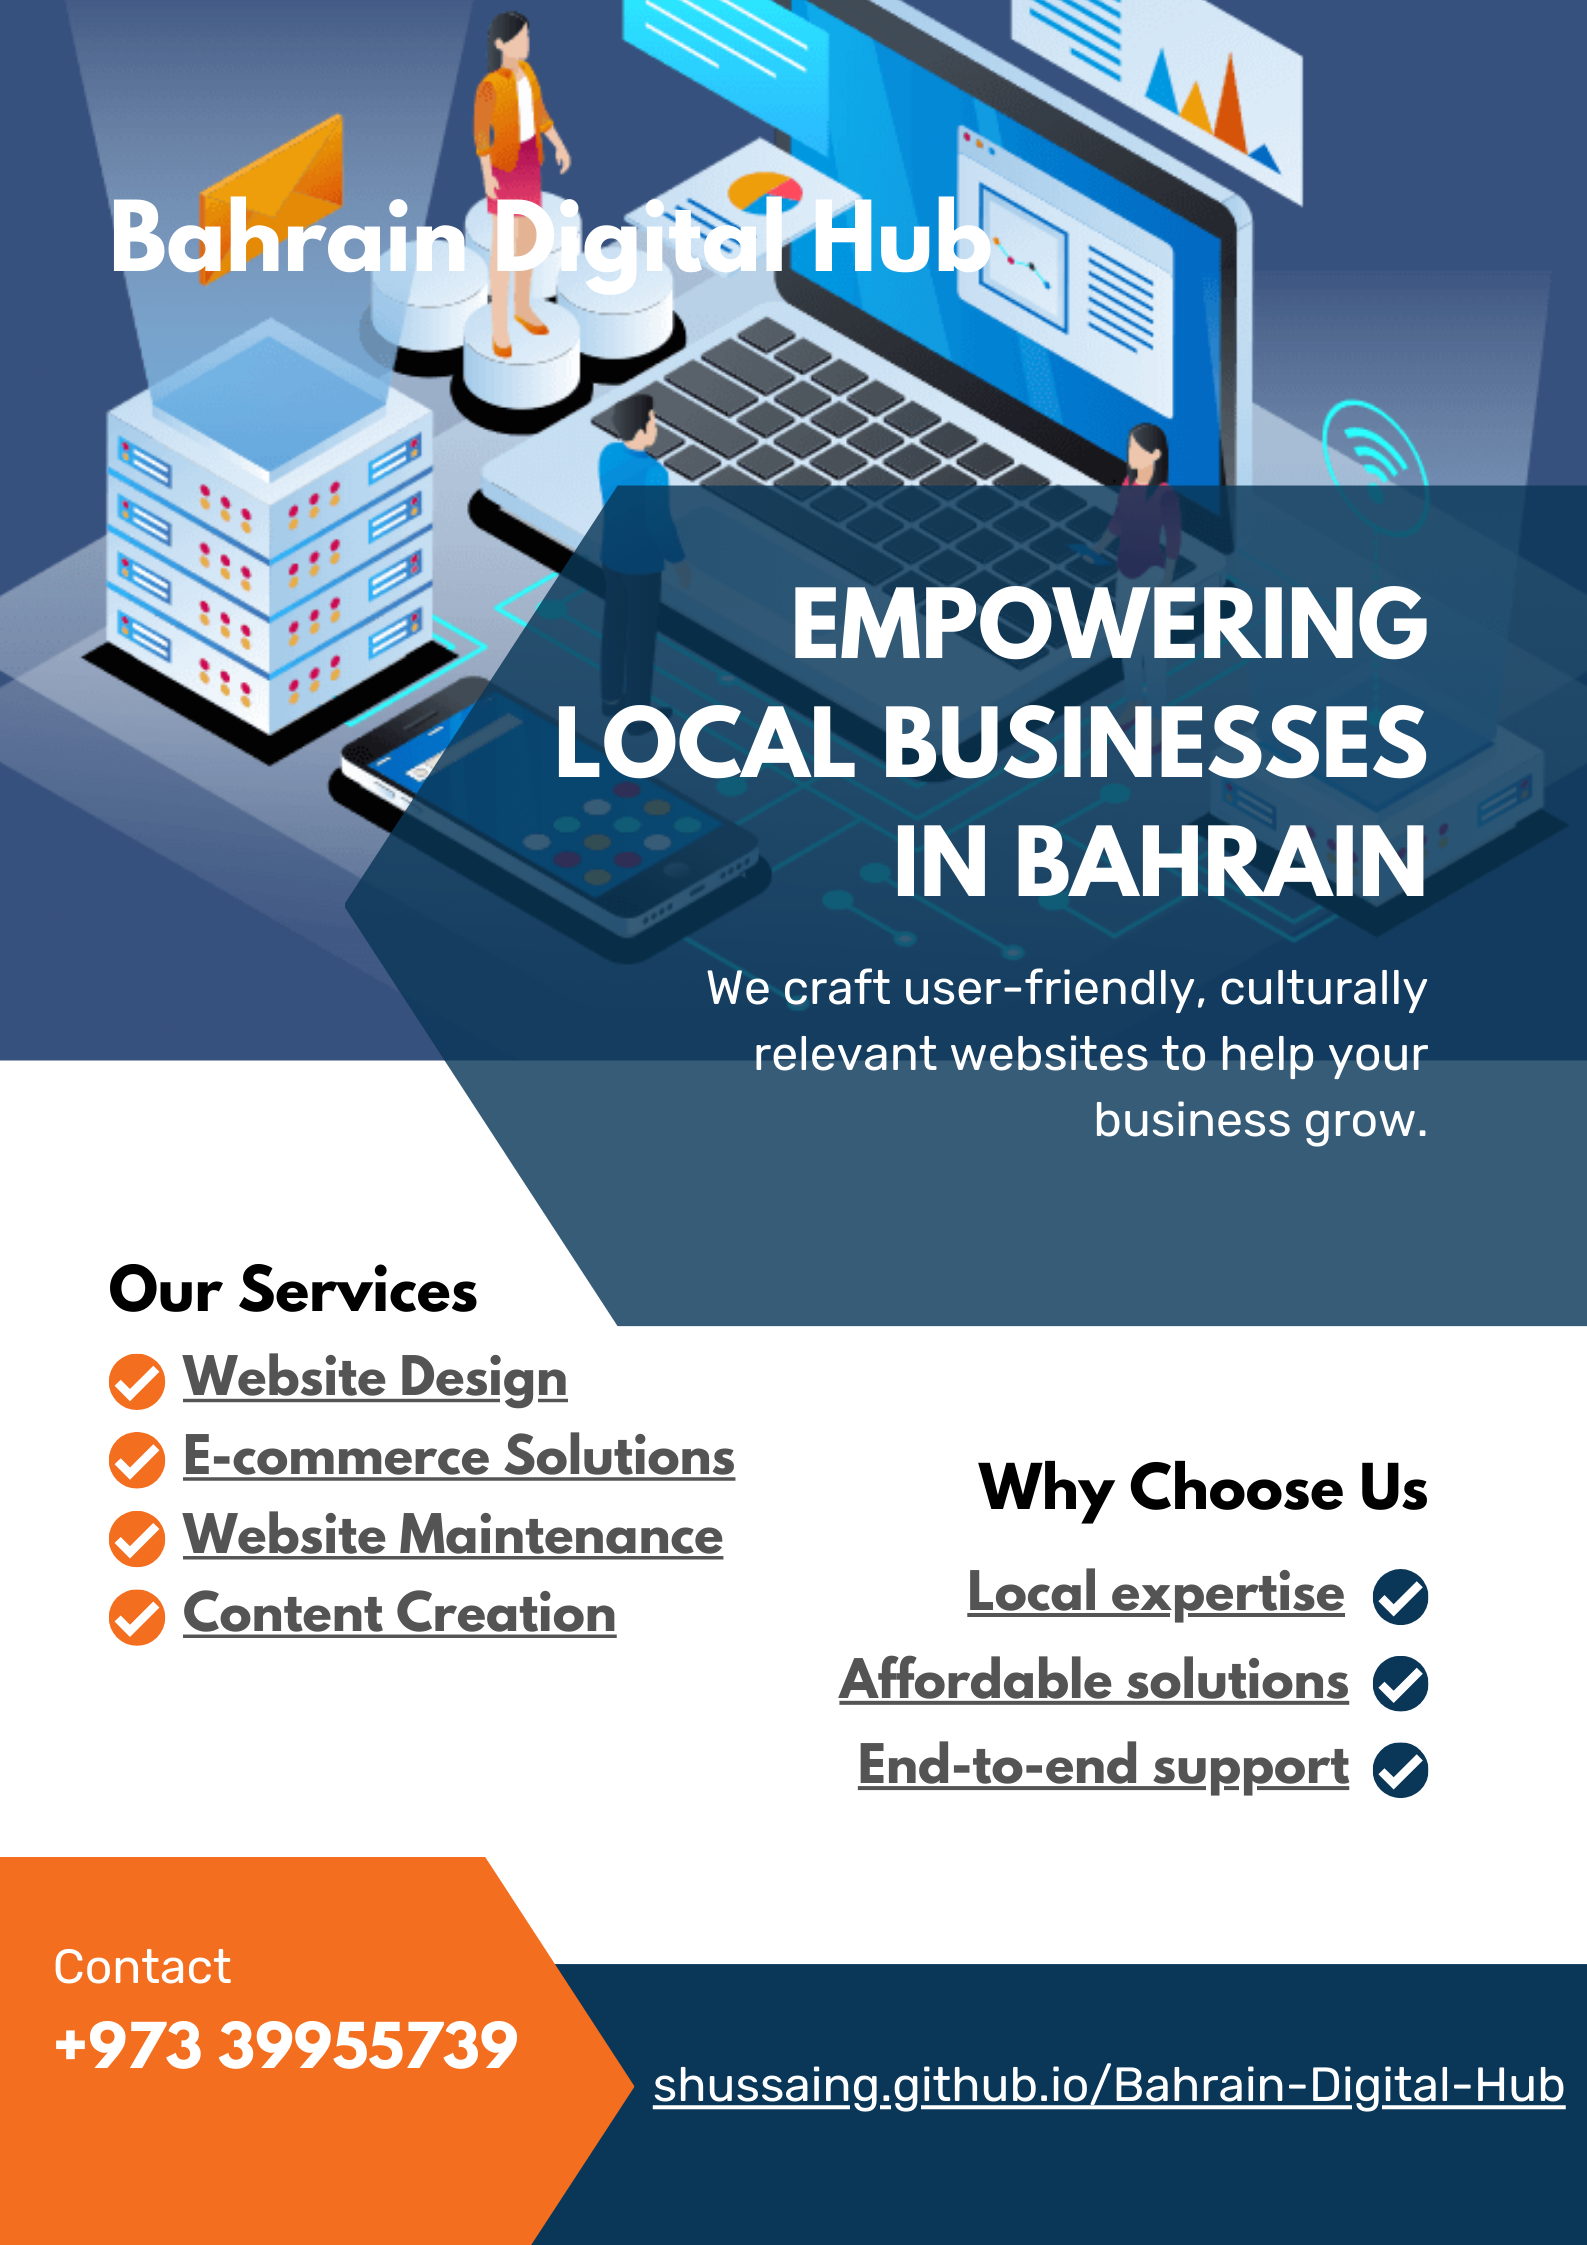 Bahrain Digital Hub
EMPOWERING
LOCAL BUSINESSES
IN BAHRAIN
We craft user-friendly, culturally
relevant websites to help your
business grow.
Our Services
Website Design
E-commerce Solutions
Website Maintenance
Content Creation
Why Choose Us
Local expertise
Affordable solutions
End-to-end support
Contact
+973 39955739
shussaing.github.io/Bahrain-Digital-Hub